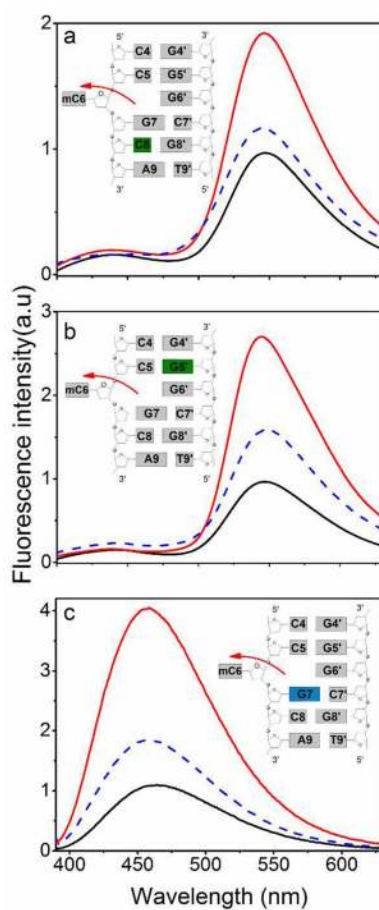 Fluorescence intensity(a.u)
2
1
0
a
5'
3'
C4 G4'
C5 G5'
mC6 G6'
G7 C7'
C8 G8'
A9 T9'
3'
5'
3
2
1
0
b
5'
3'
C4 G4'
C5 G5'
mC6 G6'
G7 C7'
C8 G8'
A9 T9'
3'
5'
4
3
2
1
0
c
5'
3'
C4 G4'
C5 G5'
mC6 G6'
G7 C7'
C8 G8'
A9 T9'
3'
5'
400 450 500 550 600
Wavelength (nm)